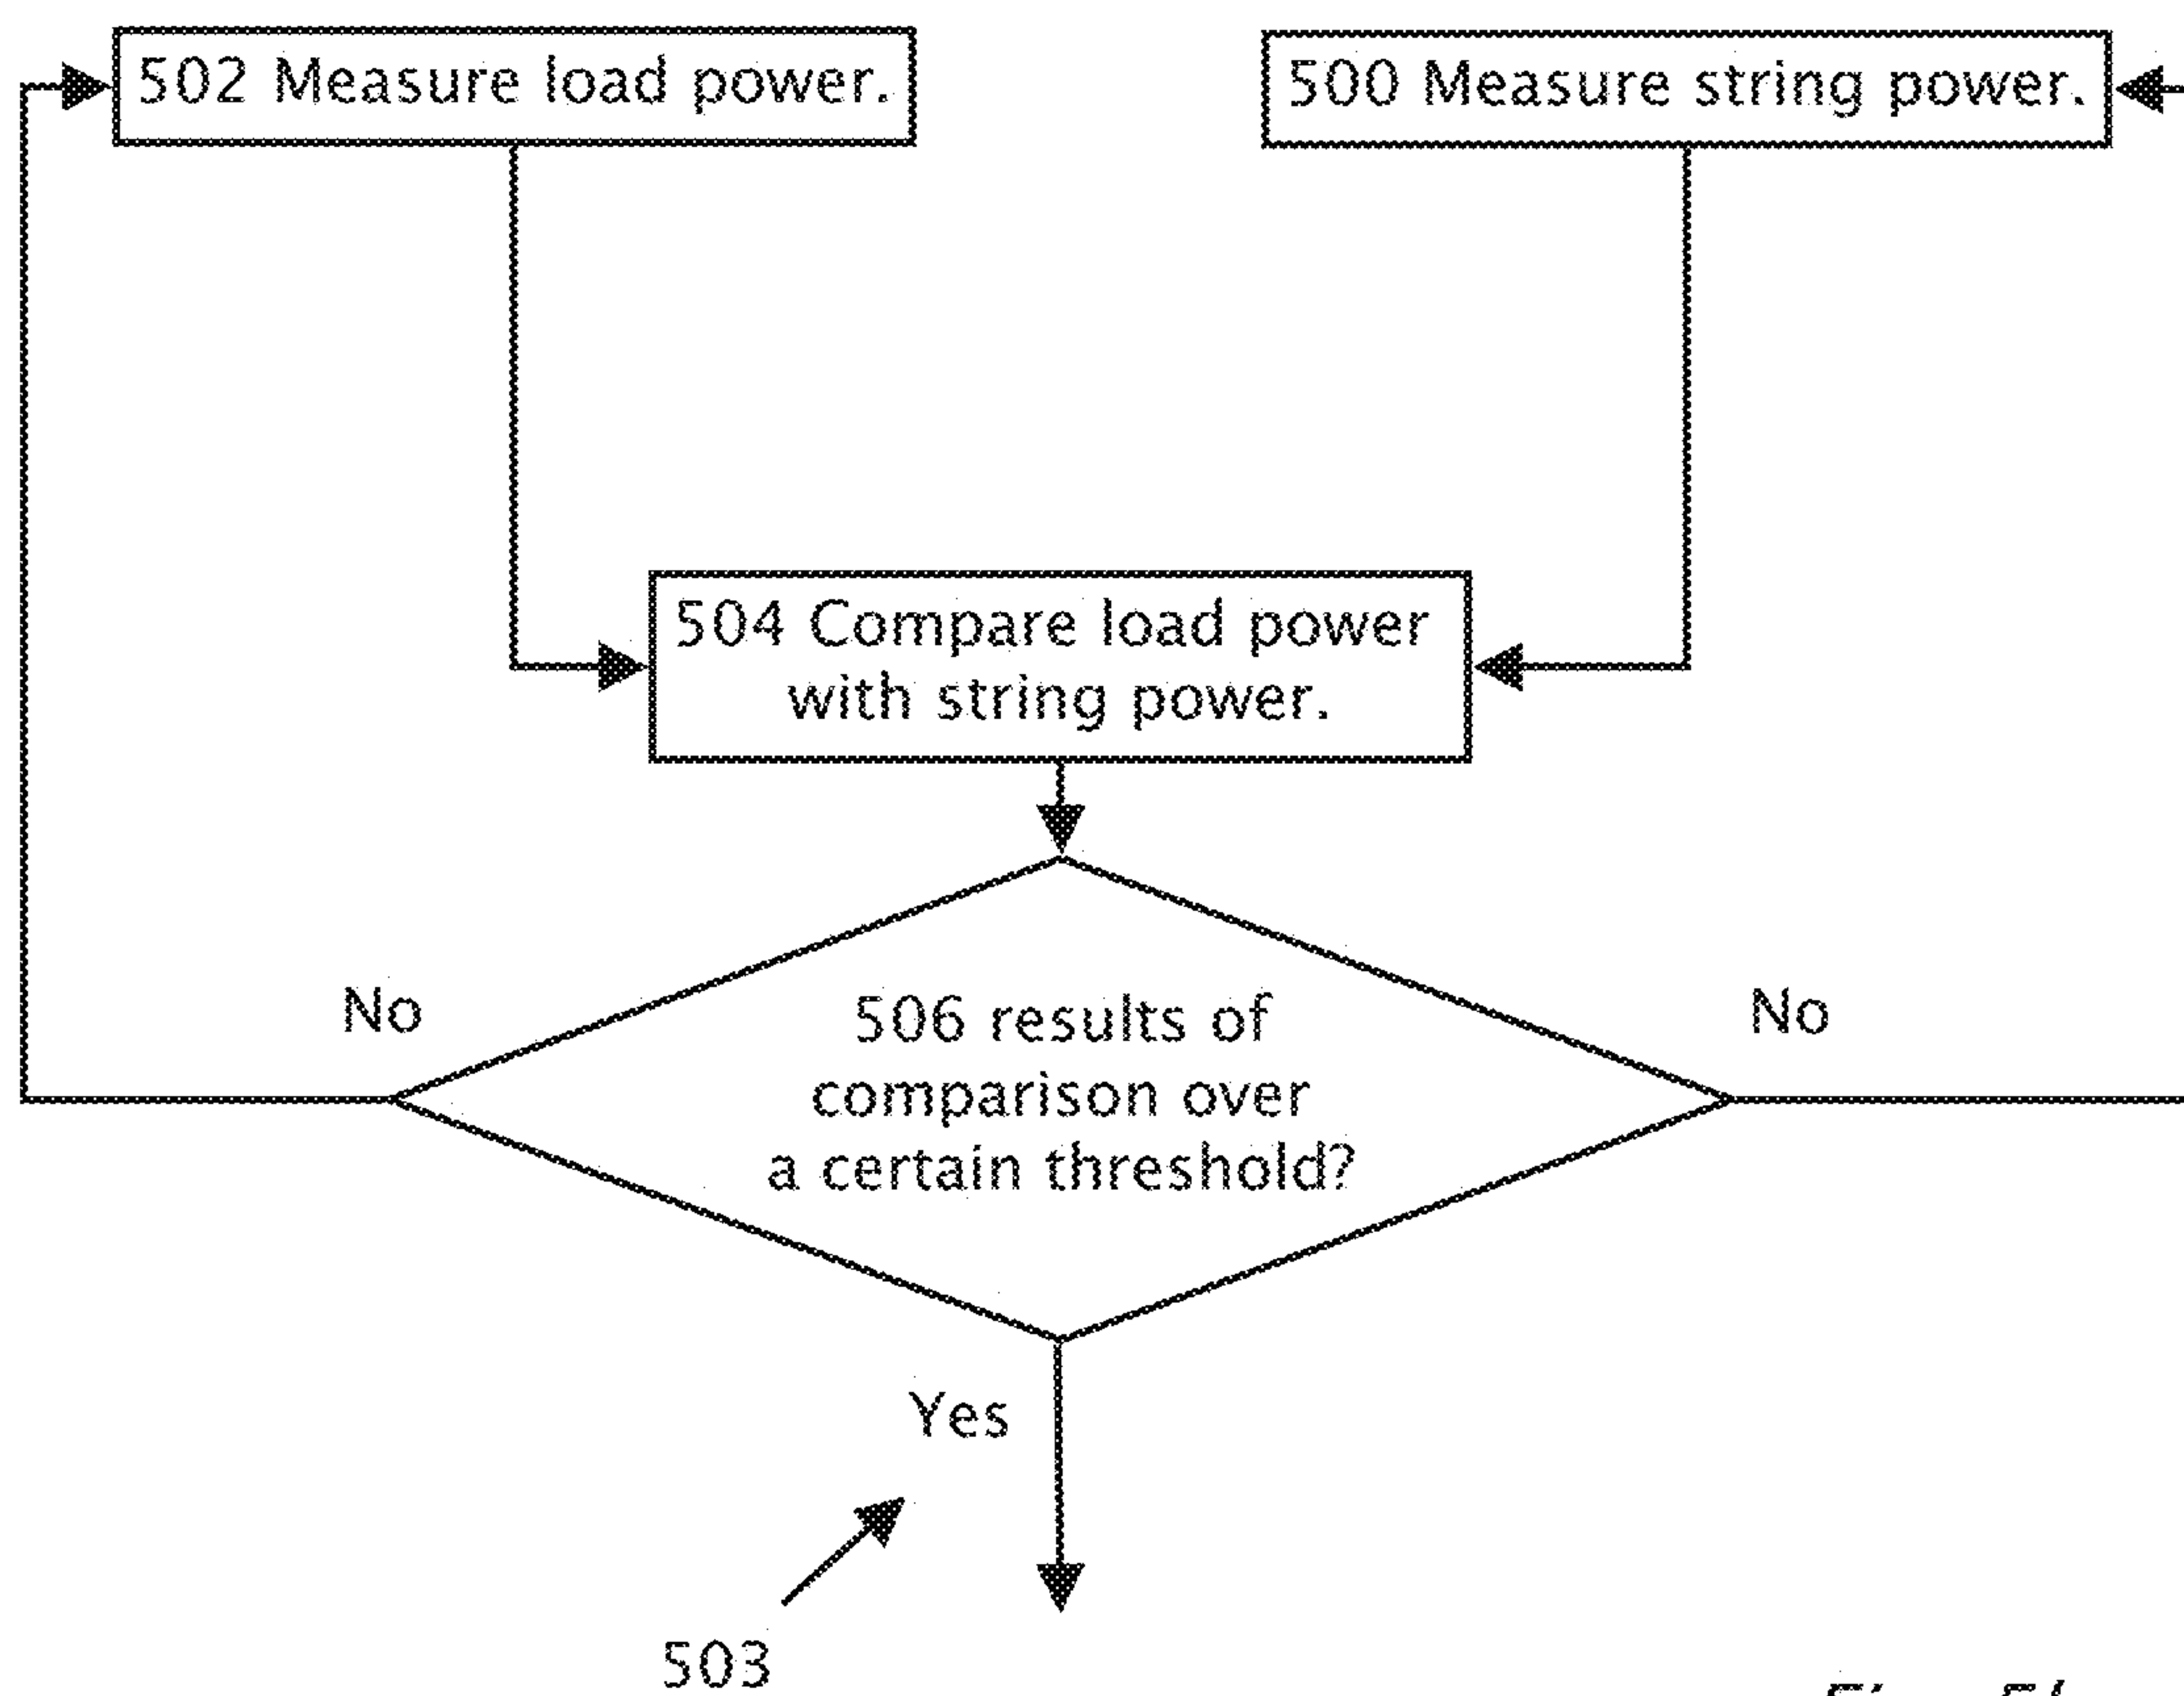 502 Measure load power.
500 Measure string power.
504 Compare load power
with string power.
No
No
506 results of
comparison over
a certain threshold?
Yes
503